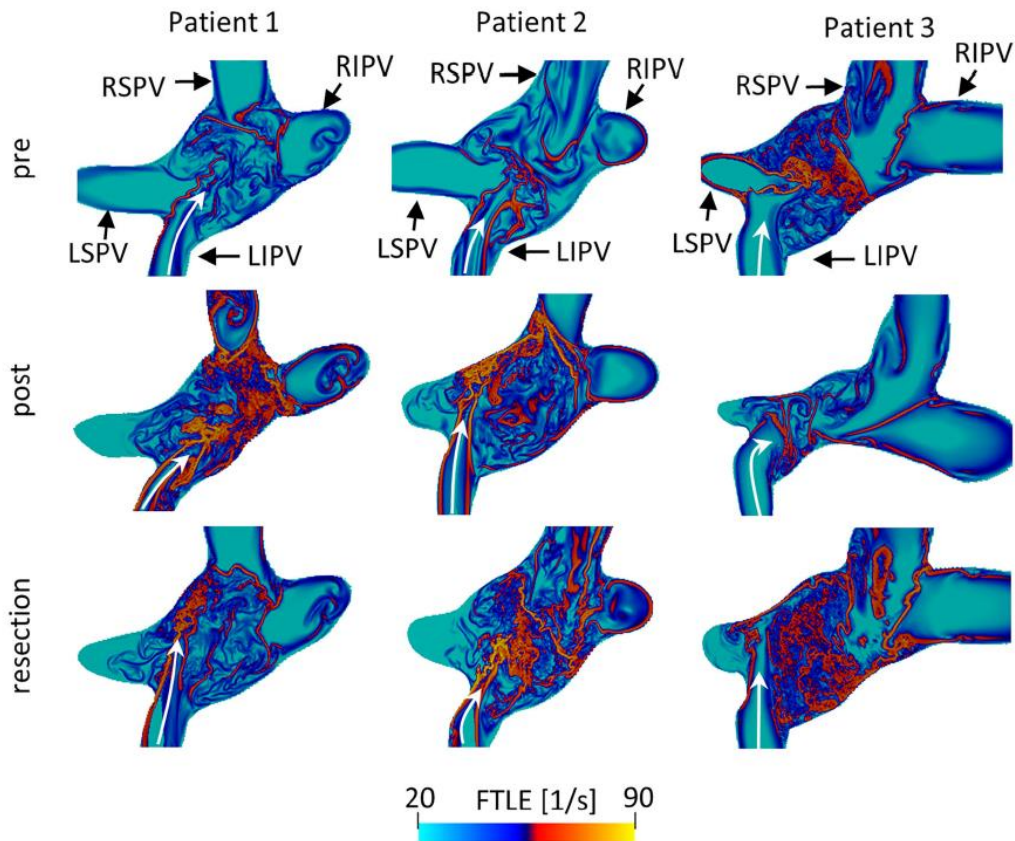 Patient 1
Patient 2
Patient 3
pre
RSPV
RIPV
LSPV
LIPV
RSPV
RIPV
LSPV
LIPV
RSPV
RIPV
LSPV
LIPV
post
resection
20 FTLE [1/s] 90